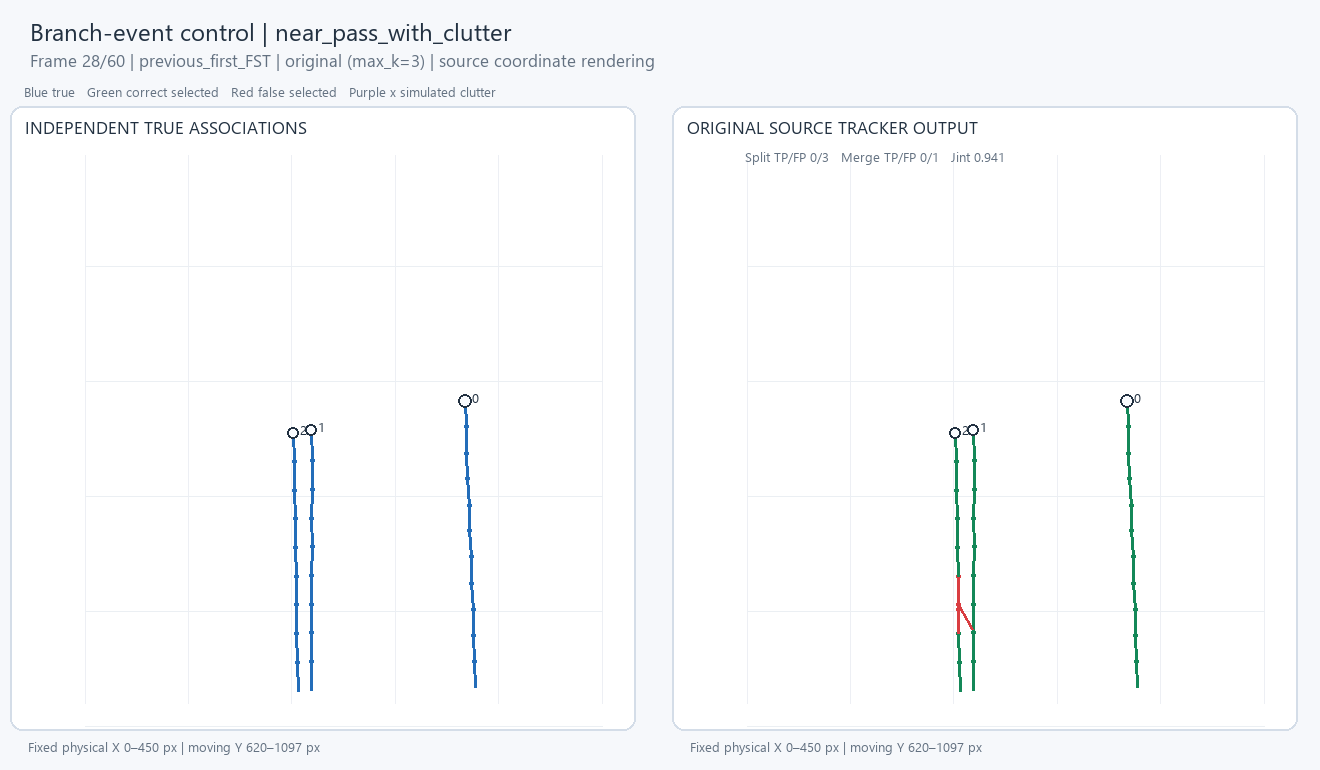 Branch-event control | near_pass_with_clutter
Frame 28/60 | previous_first_FST | original (max_k=3) | source coordinate rendering
Blue true Green correct selected Red false selected Purple x simulated clutter
INDEPENDENT TRUE ASSOCIATIONS
0
2 1
Fixed physical X 0–450 px | moving Y 620–1097 px
ORIGINAL SOURCE TRACKER OUTPUT
Split TP/FP 0/3 Merge TP/FP 0/1 Jint 0.941
0
2 1
Fixed physical X 0–450 px | moving Y 620–1097 px